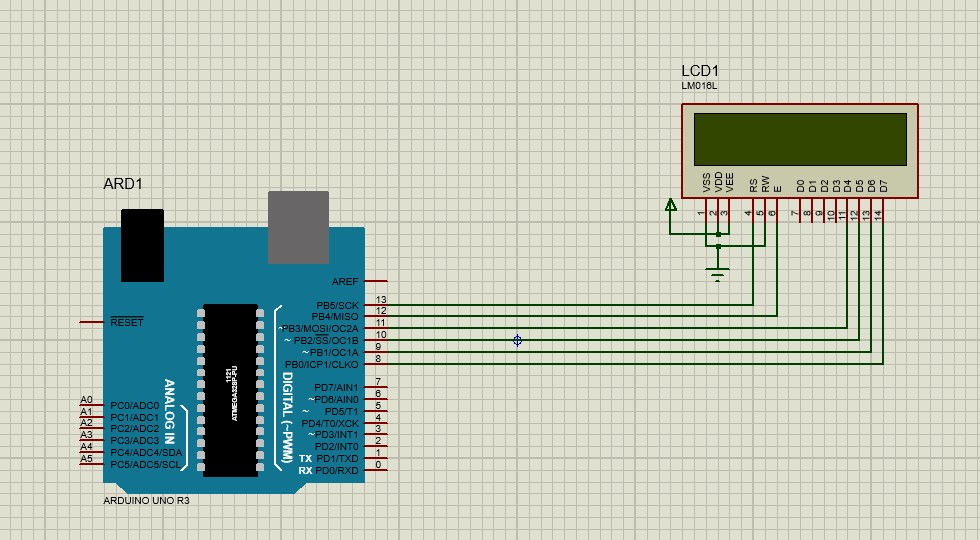 LCD1
LM016L
VSS VDD VEE RS RW E D0 D1 D2 D3 D4 D5 D6 D7
1 2 3 4 5 6 7 8 9 10 11 12 13 14
ARD1
AREF
RESET
PB5/SCK 13
PB4/MISO 12
~PB3/MOSI/OC2A 11
~PB2/SS/OC1B 10
~PB1/OC1A 9
PB0/ICP1/CLKO 8
PD7/AIN1 7
~PD6/AIN0 6
~PD5/T1 5
PD4/T0/XCK 4
~PD3/INT1 3
PD2/INT0 2
TX PD1/TXD 1
RX PD0/RXD 0
DIGITAL (~PWM)
1121
ATMEGA328P-PU
ANALOG IN
A0 PC0/ADC0
A1 PC1/ADC1
A2 PC2/ADC2
A3 PC3/ADC3
A4 PC4/ADC4/SDA
A5 PC5/ADC5/SCL
ARDUINO UNO R3